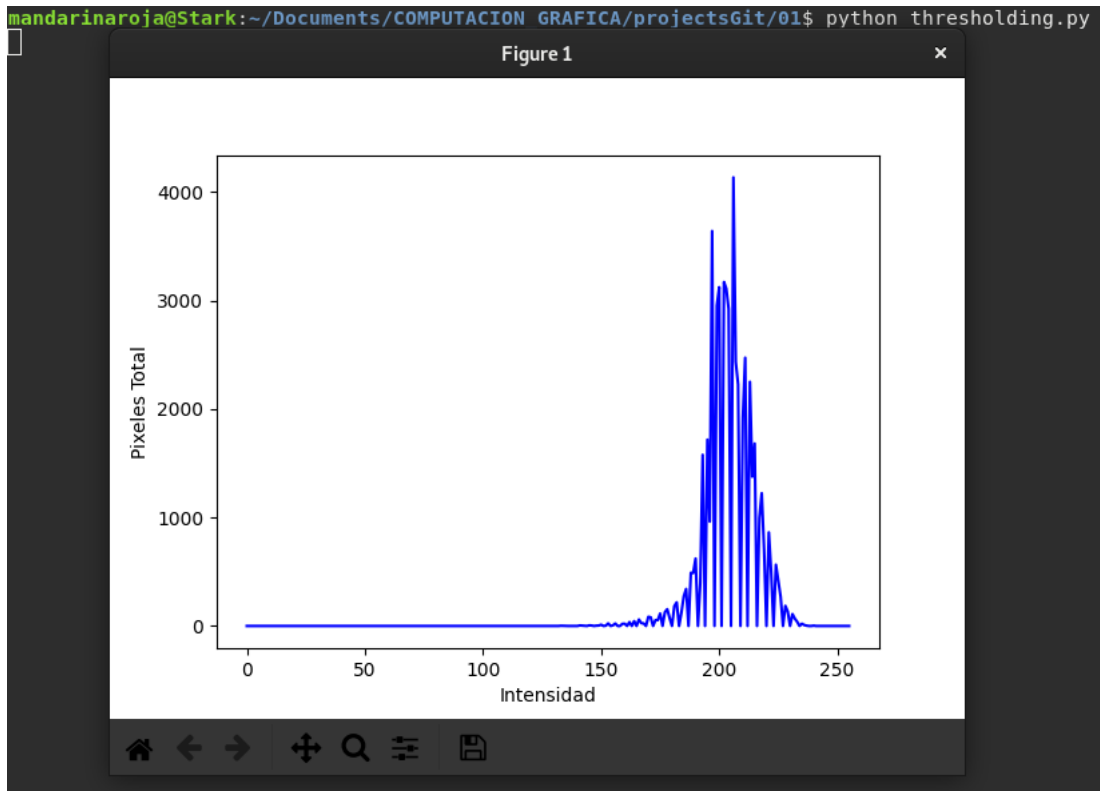 mandarinaroja@Stark:~/Documents/COMPUTACION GRAFICA/projectsGit/01$ python thresholding.py
Figure 1
×
4000
3000
2000
1000
0
Pixeles Total
0 50 100 150 200 250
Intensidad